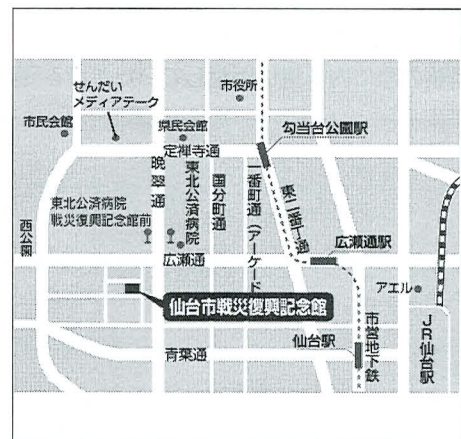 市役所
せんだい
メディアテーク
市民会館
県民会館
勾当台公園駅
定禅寺通
晩翠通
東北公済病院
国分町通
一番町通（アーケード）
東二番丁通
東北公済病院
戦災復興記念館前
西公園
広瀬通駅
広瀬通
アエル
仙台市戦災復興記念館
市営地下鉄
JR仙台駅
仙台駅
青葉通